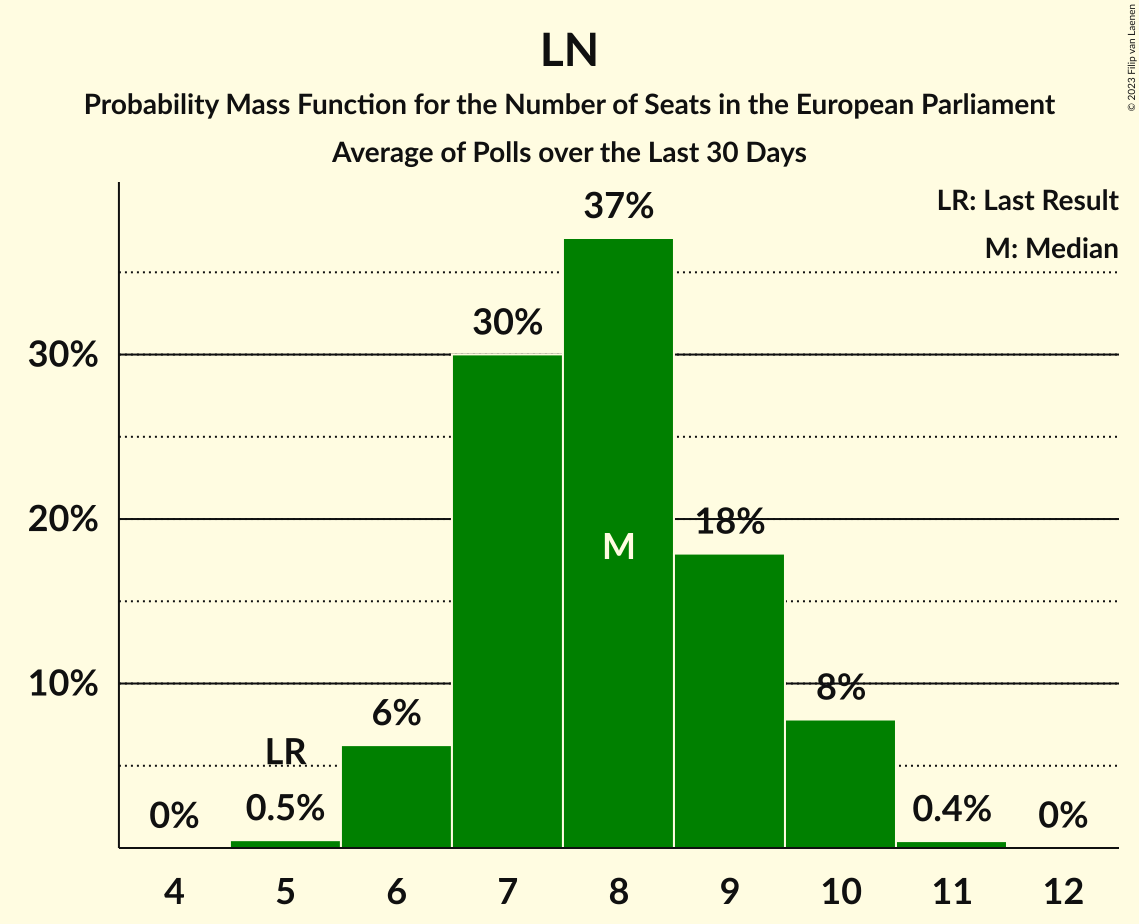 LN
Probability Mass Function for the Number of Seats in the European Parliament
Average of Polls over the Last 30 Days
© 2023 Filip van Laenen
LR: Last Result
M: Median
37%
30%
30%
20%
18%
M
10%
8%
6%
LR
0%
0.5%
0.4%
0%
4 5 6 7 8 9 10 11 12